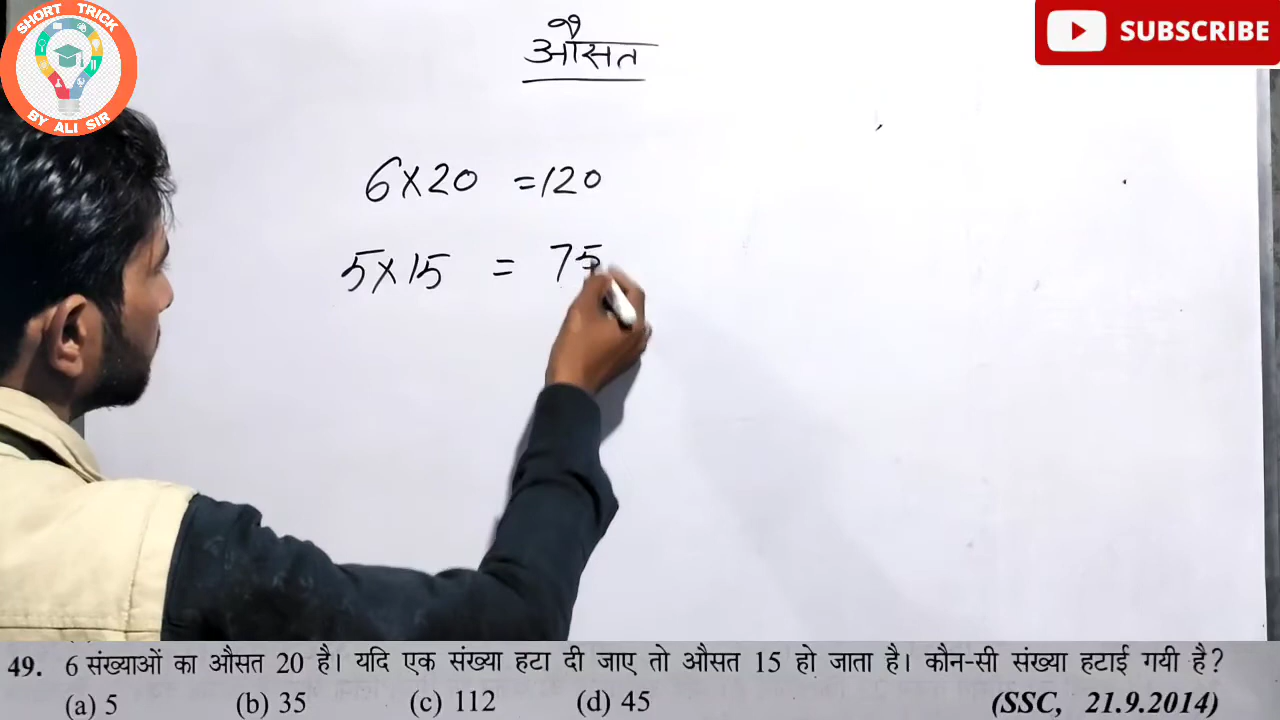 SHORT TRICK
BY ALI SIR
SUBSCRIBE
औसत
6×20 =120
5×15 = 75
49. 6 संख्याओं का औसत 20 है। यदि एक संख्या हटा दी जाए तो औसत 15 हो जाता है। कौन-सी संख्या हटाई गयी है?
(a) 5 (b) 35 (c) 112 (d) 45 (SSC, 21.9.2014)